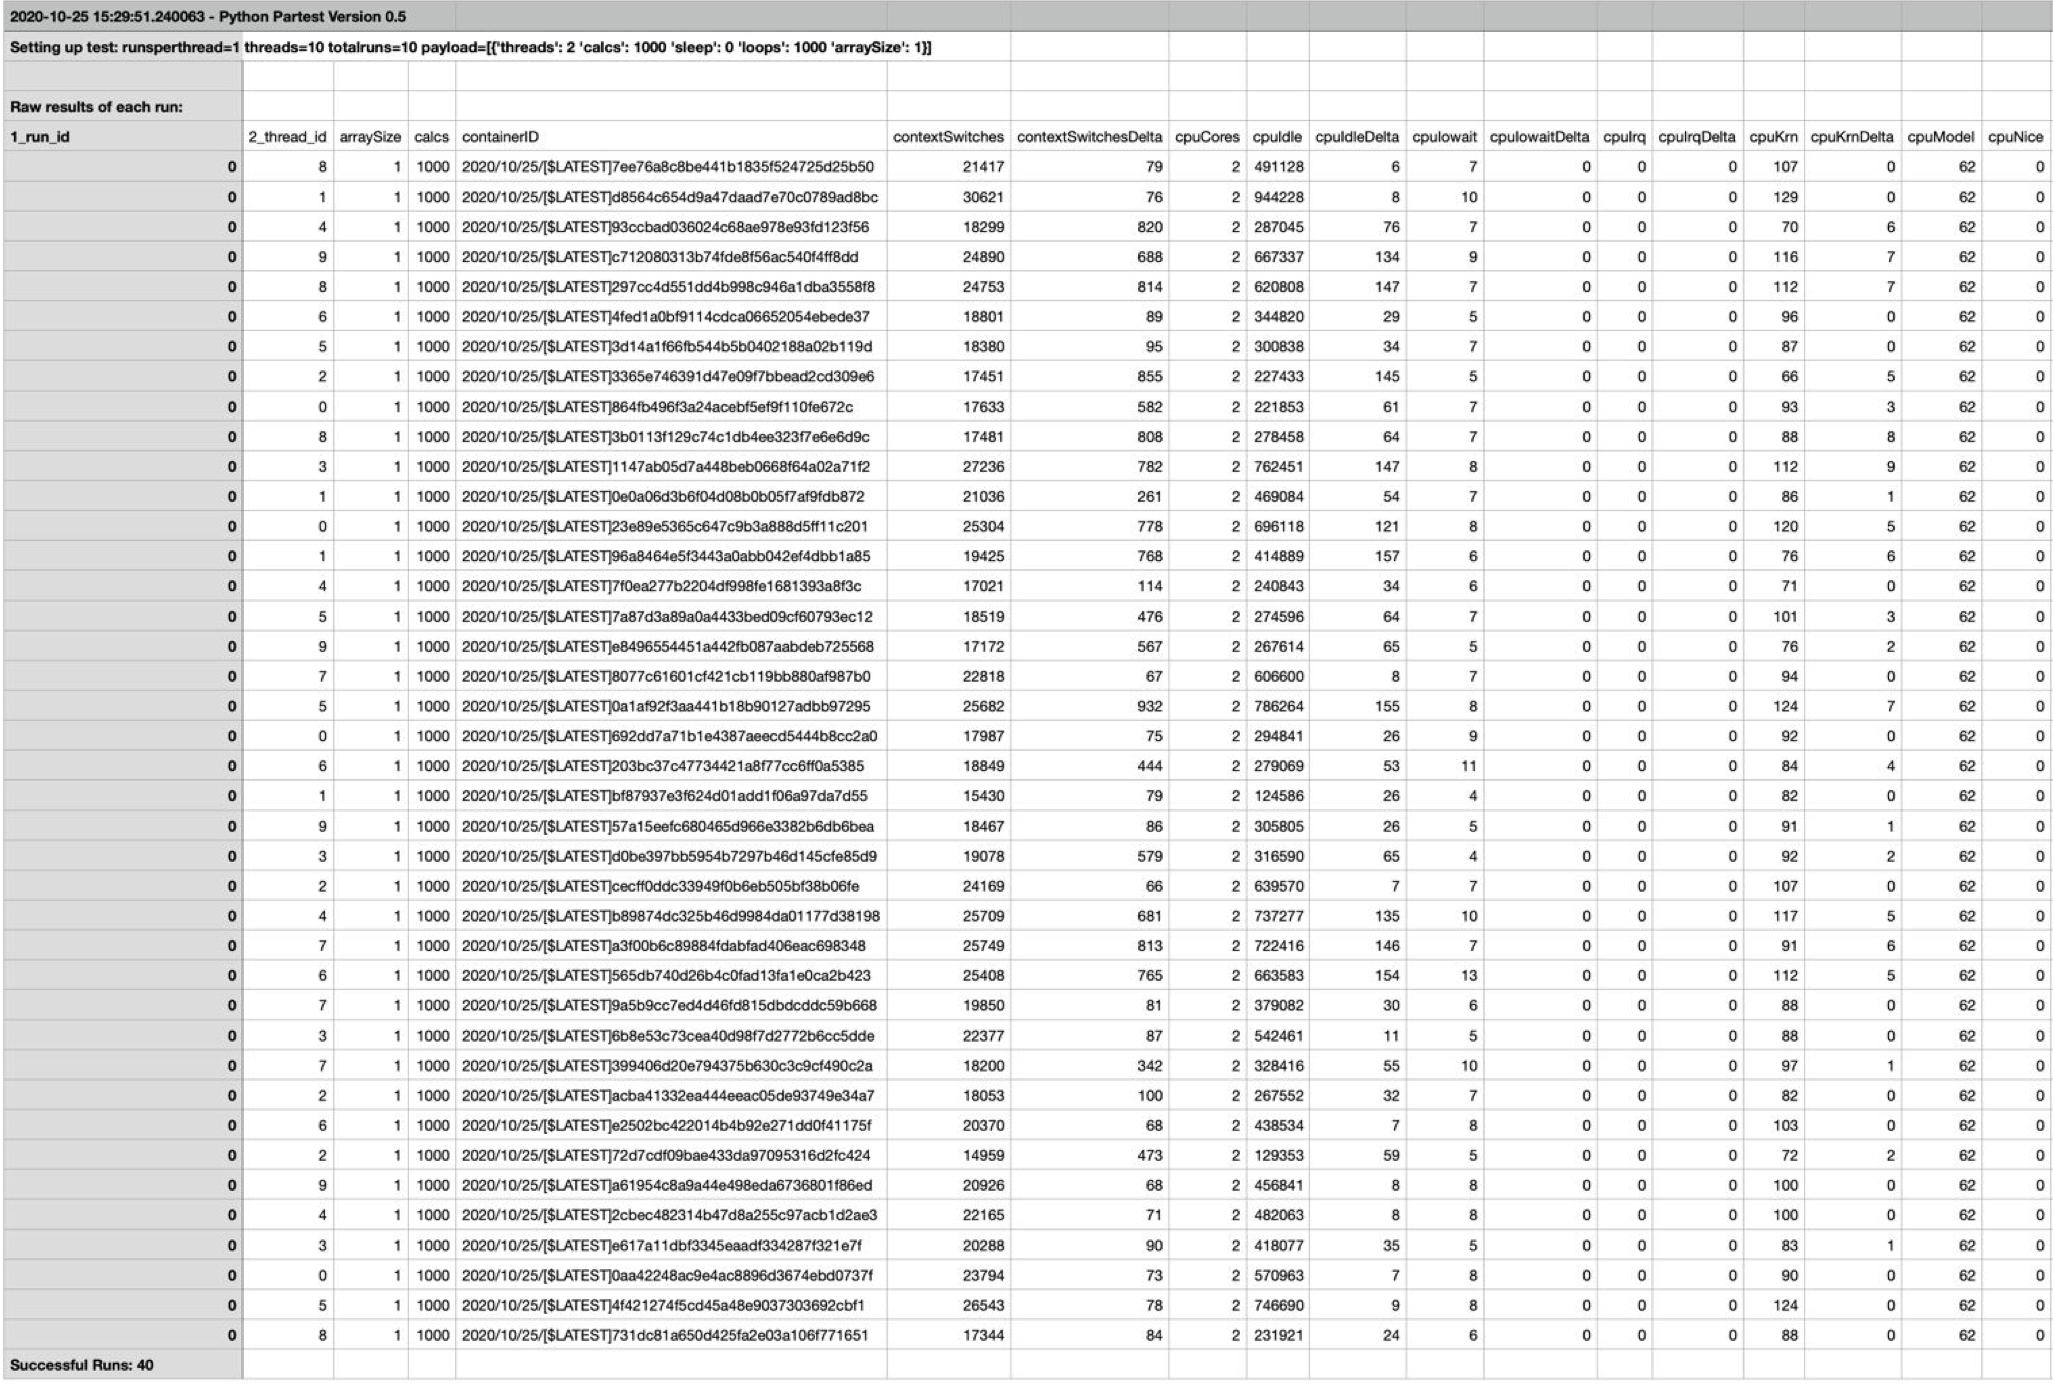 2020-10-25 15:29:51.240063 - Python Partest Version 0.5
Setting up test: runsperthread=1 threads=10 totalruns=10 payload=[{'threads': 2 'calcs': 1000 'sleep': 0 'loops': 1000 'arraySize': 1}]
Raw results of each run:
1_run_id 2_thread_id arraySize calcs containerID contextSwitches contextSwitchesDelta cpuCores cpuIdle cpuIdleDelta cpuIowait cpuIowaitDelta cpuIrq cpuIrqDelta cpuKrn cpuKrnDelta cpuModel cpuNice
0 8 1 1000 2020/10/25/[$LATEST]7ee76a8c8be441b1835f524725d25b50 21417 79 2 491128 6 7 0 0 0 107 0 62 0
0 1 1 1000 2020/10/25/[$LATEST]d8564c654d9a47daad7e70c0789ad8bc 30621 76 2 944228 8 10 0 0 0 129 0 62 0
0 4 1 1000 2020/10/25/[$LATEST]93ccbad036024c68ae978e93fd123f56 18299 820 2 287045 76 7 0 0 0 70 6 62 0
0 9 1 1000 2020/10/25/[$LATEST]c712080313b74fde8f56ac540f4ff8dd 24890 688 2 667337 134 9 0 0 0 116 7 62 0
0 8 1 1000 2020/10/25/[$LATEST]297cc4d551dd4b998c946a1dba3558f8 24753 814 2 620808 147 7 0 0 0 112 7 62 0
0 6 1 1000 2020/10/25/[$LATEST]4fed1a0bf9114cdca06652054ebede37 18801 89 2 344820 29 5 0 0 0 96 0 62 0
0 5 1 1000 2020/10/25/[$LATEST]3d14a1f66fb544b5b0402188a02b119d 18380 95 2 300838 34 7 0 0 0 87 0 62 0
0 2 1 1000 2020/10/25/[$LATEST]3365e746391d47e09f7bbead2cd309e6 17451 855 2 227433 145 5 0 0 0 66 5 62 0
0 0 1 1000 2020/10/25/[$LATEST]864fb496f3a24acebf5ef9f110fe672c 17633 582 2 221853 61 7 0 0 0 93 3 62 0
0 8 1 1000 2020/10/25/[$LATEST]3b0113f129c74c1db4ee323f7e6e6d9c 17481 808 2 278458 64 7 0 0 0 88 8 62 0
0 3 1 1000 2020/10/25/[$LATEST]1147ab05d7a448beb0668f64a02a71f2 27236 782 2 762451 147 8 0 0 0 112 9 62 0
0 1 1 1000 2020/10/25/[$LATEST]0e0a06d3b6f04d08b0b05f7af9fdb872 21036 261 2 469084 54 7 0 0 0 86 1 62 0
0 0 1 1000 2020/10/25/[$LATEST]23e89e5365c647c9b3a888d5ff11c201 25304 778 2 696118 121 8 0 0 0 120 5 62 0
0 1 1 1000 2020/10/25/[$LATEST]96a8464e5f3443a0abb042ef4dbb1a85 19425 768 2 414889 157 6 0 0 0 76 6 62 0
0 4 1 1000 2020/10/25/[$LATEST]7f0ea277b2204df998fe1681393a8f3c 17021 114 2 240843 34 6 0 0 0 71 0 62 0
0 5 1 1000 2020/10/25/[$LATEST]7a87d3a89a0a4433bed09cf60793ec12 18519 476 2 274596 64 7 0 0 0 101 3 62 0
0 9 1 1000 2020/10/25/[$LATEST]e8496554451a442fb087aabdeb725568 17172 567 2 267614 65 5 0 0 0 76 2 62 0
0 7 1 1000 2020/10/25/[$LATEST]8077c61601cf421cb119bb880af987b0 22818 67 2 606600 8 7 0 0 0 94 0 62 0
0 5 1 1000 2020/10/25/[$LATEST]0a1af92f3aa441b18b90127adbb97295 25682 932 2 786264 155 8 0 0 0 124 7 62 0
0 0 1 1000 2020/10/25/[$LATEST]692dd7a71b1e4387aeecd5444b8cc2a0 17987 75 2 294841 26 9 0 0 0 92 0 62 0
0 6 1 1000 2020/10/25/[$LATEST]203bc37c47734421a8f77cc6ff0a5385 18849 444 2 279069 53 11 0 0 0 84 4 62 0
0 1 1 1000 2020/10/25/[$LATEST]bf87937e3f624d01add1f06a97da7d55 15430 79 2 124586 26 4 0 0 0 82 0 62 0
0 9 1 1000 2020/10/25/[$LATEST]57a15eefc680465d966e3382b6db6bea 18467 86 2 305805 26 5 0 0 0 91 1 62 0
0 3 1 1000 2020/10/25/[$LATEST]d0be397bb5954b7297b46d145cfe85d9 19078 579 2 316590 65 4 0 0 0 92 2 62 0
0 2 1 1000 2020/10/25/[$LATEST]cecff0ddc33949f0b6eb505bf38b06fe 24169 66 2 639570 7 7 0 0 0 107 0 62 0
0 4 1 1000 2020/10/25/[$LATEST]b89874dc325b46d9984da01177d38198 25709 681 2 737277 135 10 0 0 0 117 5 62 0
0 7 1 1000 2020/10/25/[$LATEST]a3f00b6c89884fdabfad406eac698348 25749 813 2 722416 146 7 0 0 0 91 6 62 0
0 6 1 1000 2020/10/25/[$LATEST]565db740d26b4c0fad13fa1e0ca2b423 25408 765 2 663583 154 13 0 0 0 112 5 62 0
0 7 1 1000 2020/10/25/[$LATEST]9a5b9cc7ed4d46fd815dbdcddc59b668 19850 81 2 379082 30 6 0 0 0 88 0 62 0
0 3 1 1000 2020/10/25/[$LATEST]6b8e53c73cea40d98f7d2772b6cc5dde 22377 87 2 542461 11 5 0 0 0 88 0 62 0
0 7 1 1000 2020/10/25/[$LATEST]399406d20e794375b630c3c9cf490c2a 18200 342 2 328416 55 10 0 0 0 97 1 62 0
0 2 1 1000 2020/10/25/[$LATEST]acba41332ea444eeac05de93749e34a7 18053 100 2 267552 32 7 0 0 0 82 0 62 0
0 6 1 1000 2020/10/25/[$LATEST]e2502bc422014b4b92e271dd0f41175f 20370 68 2 438534 7 8 0 0 0 103 0 62 0
0 2 1 1000 2020/10/25/[$LATEST]72d7cdf09bae433da97095316d2fc424 14959 473 2 129353 59 5 0 0 0 72 2 62 0
0 9 1 1000 2020/10/25/[$LATEST]a61954c8a9a44e498eda6736801f86ed 20926 68 2 456841 8 8 0 0 0 100 0 62 0
0 4 1 1000 2020/10/25/[$LATEST]2cbec482314b47d8a255c97acb1d2ae3 22165 71 2 482063 8 8 0 0 0 100 0 62 0
0 3 1 1000 2020/10/25/[$LATEST]e617a11dbf3345eaadf334287f321e7f 20288 90 2 418077 35 5 0 0 0 83 1 62 0
0 0 1 1000 2020/10/25/[$LATEST]0aa42248ac9e4ac8896d3674ebd0737f 23794 73 2 570963 7 8 0 0 0 90 0 62 0
0 5 1 1000 2020/10/25/[$LATEST]4f421274f5cd45a48e9037303692cbf1 26543 78 2 746690 9 8 0 0 0 124 0 62 0
0 8 1 1000 2020/10/25/[$LATEST]731dc81a650d425fa2e03a106f771651 17344 84 2 231921 24 6 0 0 0 88 0 62 0
Successful Runs: 40